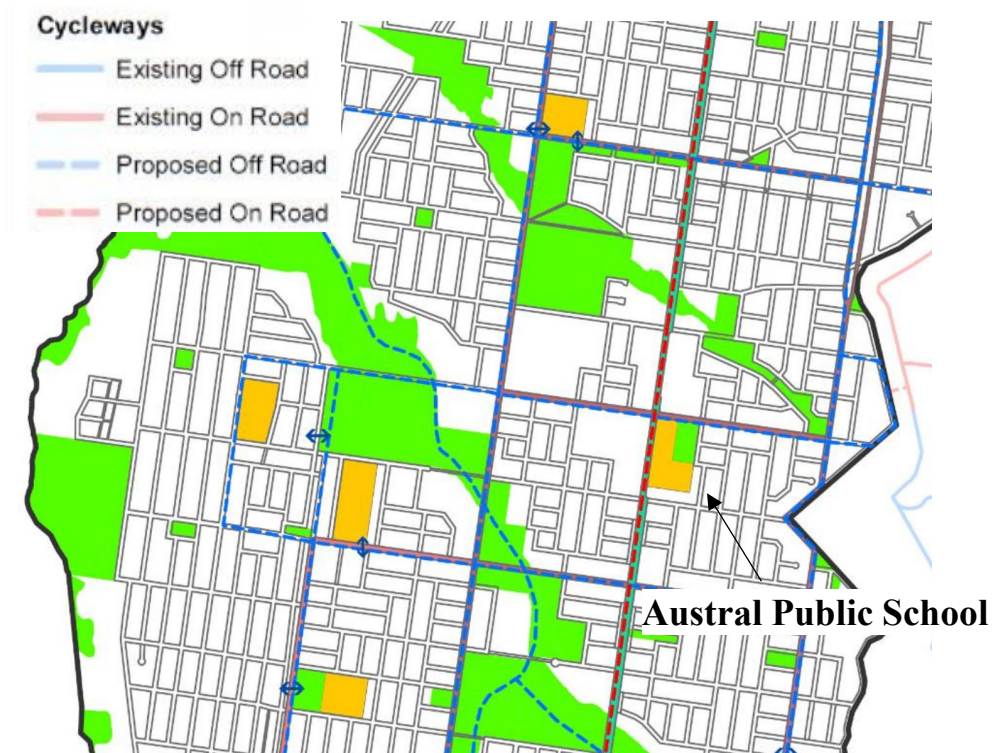 Cycleways
Existing Off Road
Existing On Road
Proposed Off Road
Proposed On Road
Austral Public School